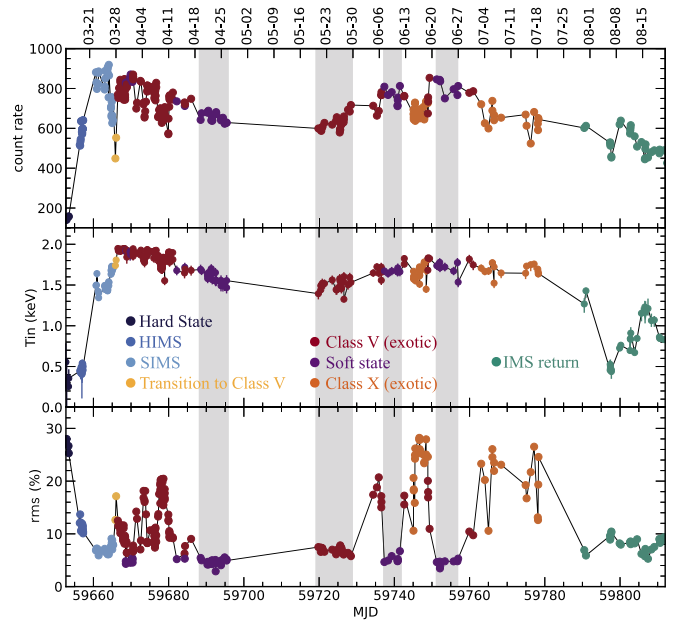 03-21 03-28 04-04 04-11 04-18 04-25 05-02 05-09 05-16 05-23 05-30 06-06 06-13 06-20 06-27 07-04 07-11 07-18 08-01 08-08 08-15
1000
800
600
400
200
count rate
2.0
1.5
1.0
0.5
0.0
Tin (keV)
Hard State
HIMS
SIMS
Transition to Class V
Class V (exotic)
Soft state
Class X (exotic)
IMS return
30
20
10
0
rms (%)
59660 59680 59700 59720 59740 59760 59780 59800
MJD